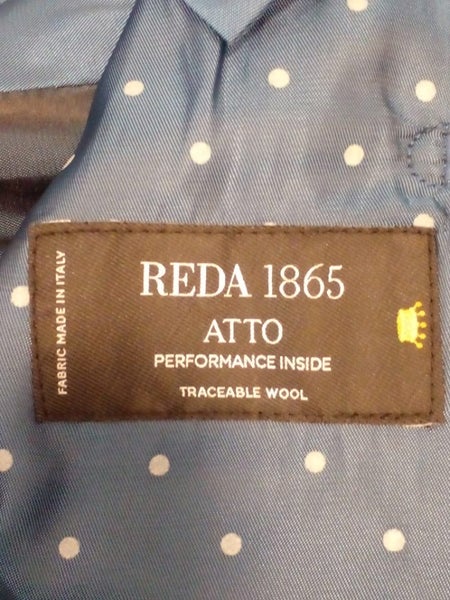 FABRIC MADE IN ITALY
REDA 1865
ATTO
PERFORMANCE INSIDE
TRACEABLE WOOL